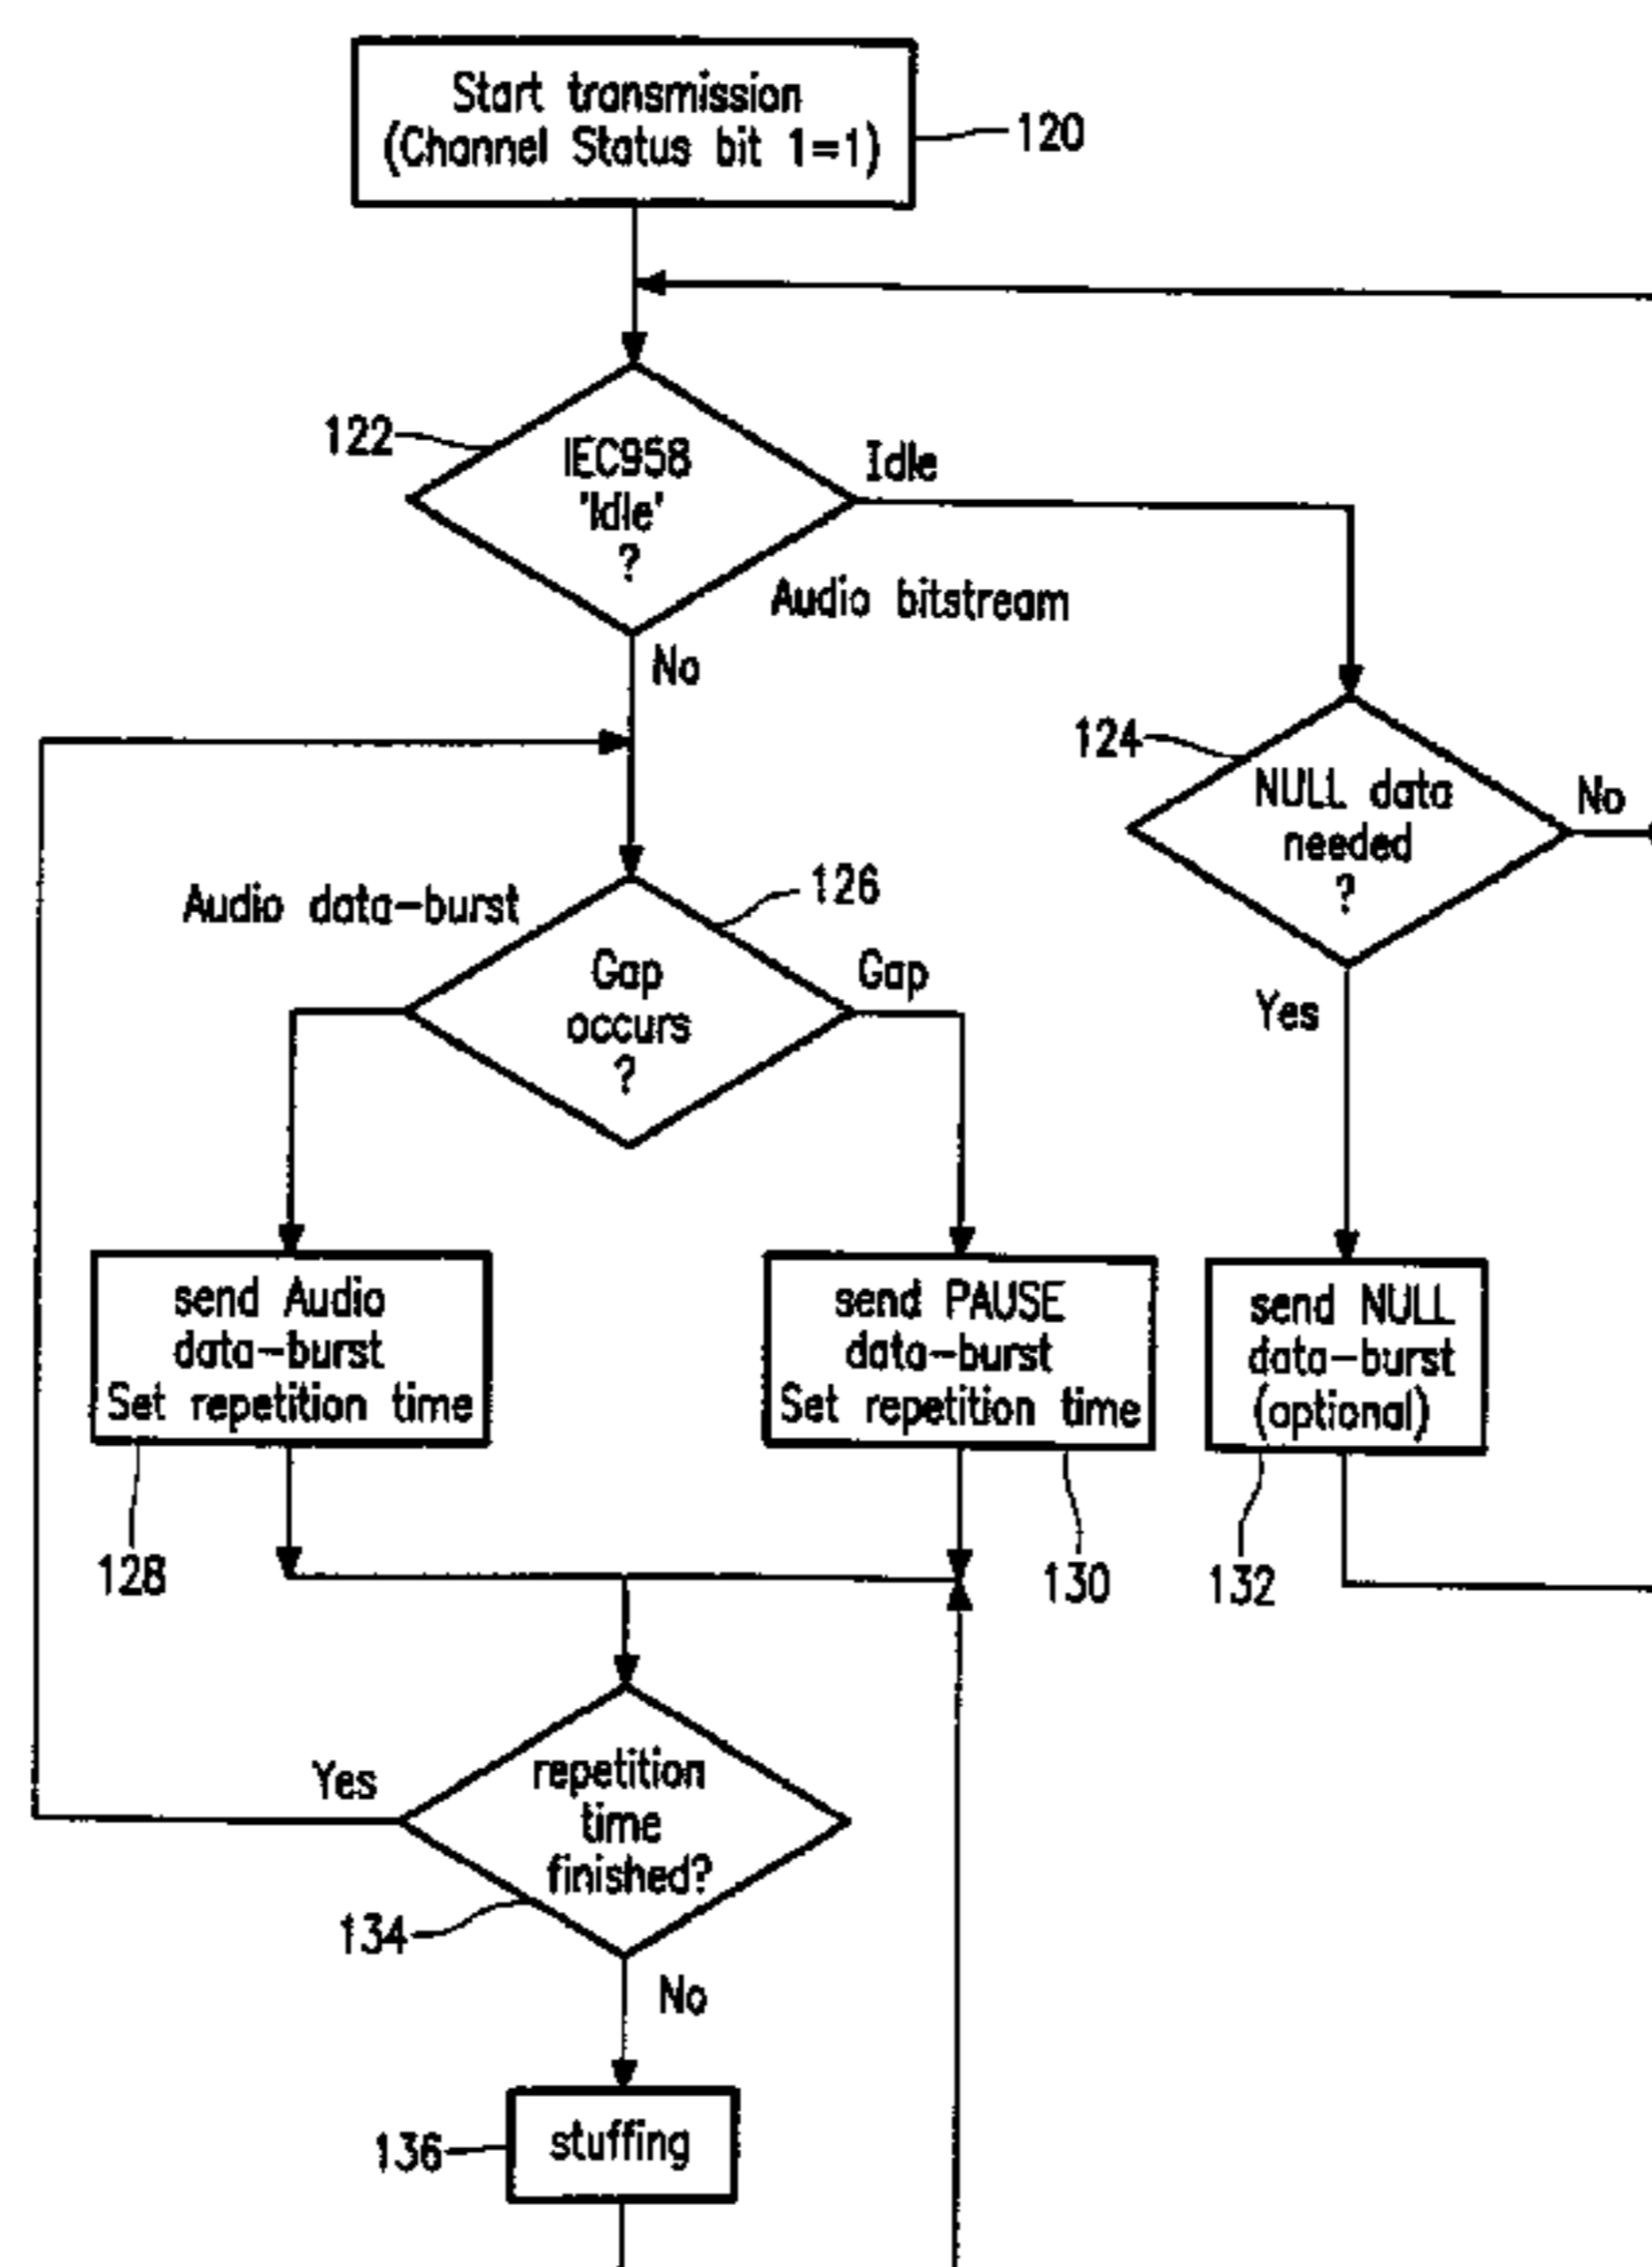 Start transmission
(Channel Status bit 1=1)
120
122
IEC958
'Idle'
?
Idle
Audio bitstream
No
124
NULL data
needed
?
No
Audio data-burst
126
Gap
occurs
?
Gap
Yes
send Audio
data-burst
Set repetition time
send PAUSE
data-burst
Set repetition time
send NULL
data-burst
(optional)
128
130
132
Yes
repetition
time
finished?
134
No
136
stuffing